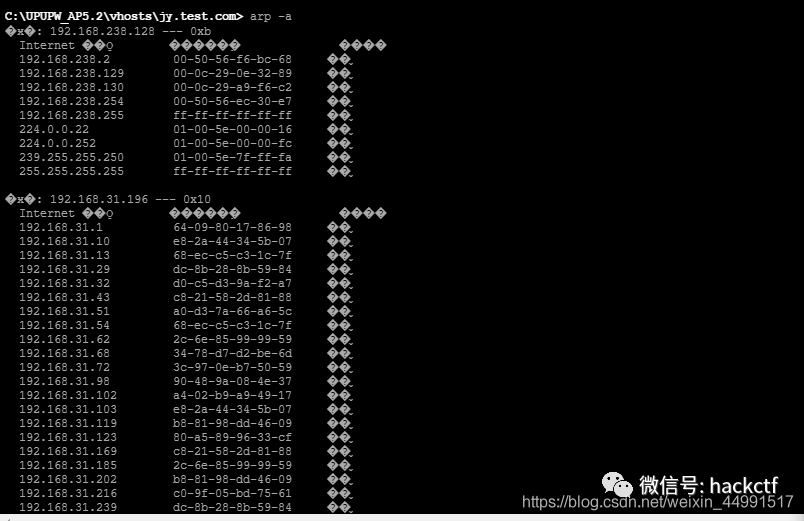 C:\UPUPW_AP5.2\vhosts\jy.test.com> arp -a
�ӿ�: 192.168.238.128 --- 0xb
Internet ��ַ ������ַ ����
192.168.238.2 00-50-56-f6-bc-68 ��̬
192.168.238.129 00-0c-29-0e-32-89 ��̬
192.168.238.130 00-0c-29-a9-f6-c2 ��̬
192.168.238.254 00-50-56-ec-30-e7 ��̬
192.168.238.255 ff-ff-ff-ff-ff-ff ��̬
224.0.0.22 01-00-5e-00-00-16 ��̬
224.0.0.252 01-00-5e-00-00-fc ��̬
239.255.255.250 01-00-5e-7f-ff-fa ��̬
255.255.255.255 ff-ff-ff-ff-ff-ff ��̬
�ӿ�: 192.168.31.196 --- 0x10
Internet ��ַ ������ַ ����
192.168.31.1 64-09-80-17-86-98 ��̬
192.168.31.10 e8-2a-44-34-5b-07 ��̬
192.168.31.13 68-ec-c5-c3-1c-7f ��̬
192.168.31.29 dc-8b-28-8b-59-84 ��̬
192.168.31.32 d0-c5-d3-9a-f2-a7 ��̬
192.168.31.43 c8-21-58-2d-81-88 ��̬
192.168.31.51 a0-d3-7a-66-a6-5c ��̬
192.168.31.54 68-ec-c5-c3-1c-7f ��̬
192.168.31.62 2c-6e-85-99-99-59 ��̬
192.168.31.68 34-78-d7-d2-be-6d ��̬
192.168.31.72 3c-97-0e-b7-50-59 ��̬
192.168.31.98 90-48-9a-08-4e-37 ��̬
192.168.31.102 a4-02-b9-a9-49-17 ��̬
192.168.31.103 e8-2a-44-34-5b-07 ��̬
192.168.31.119 b8-81-98-dd-46-09 ��̬
192.168.31.123 80-a5-89-96-33-cf ��̬
192.168.31.169 c8-21-58-2d-81-88 ��̬
192.168.31.185 2c-6e-85-99-99-59 ��̬
192.168.31.202 b8-81-98-dd-46-09 ��̬
192.168.31.216 c0-9f-05-bd-75-61 ��̬
192.168.31.239 dc-8b-28-8b-59-84 ��̬
微信号: hackctf
https://blog.csdn.net/weixin_44991517